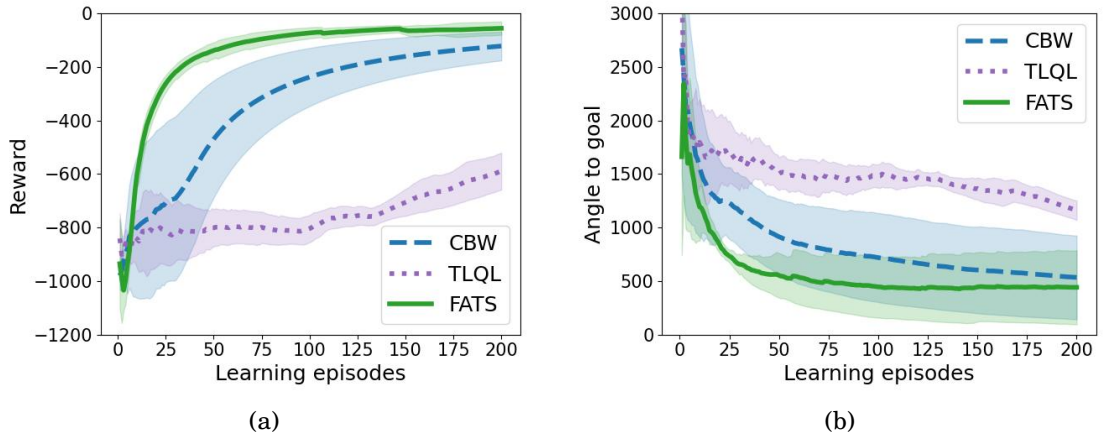 0
−200
−400
−600
−800
−1000
−1200
Reward
CBW
TLQL
FATS
0 25 50 75 100 125 150 175 200
Learning episodes
(a)
3000
2500
2000
1500
1000
500
0
Angle to goal
CBW
TLQL
FATS
0 25 50 75 100 125 150 175 200
Learning episodes
(b)